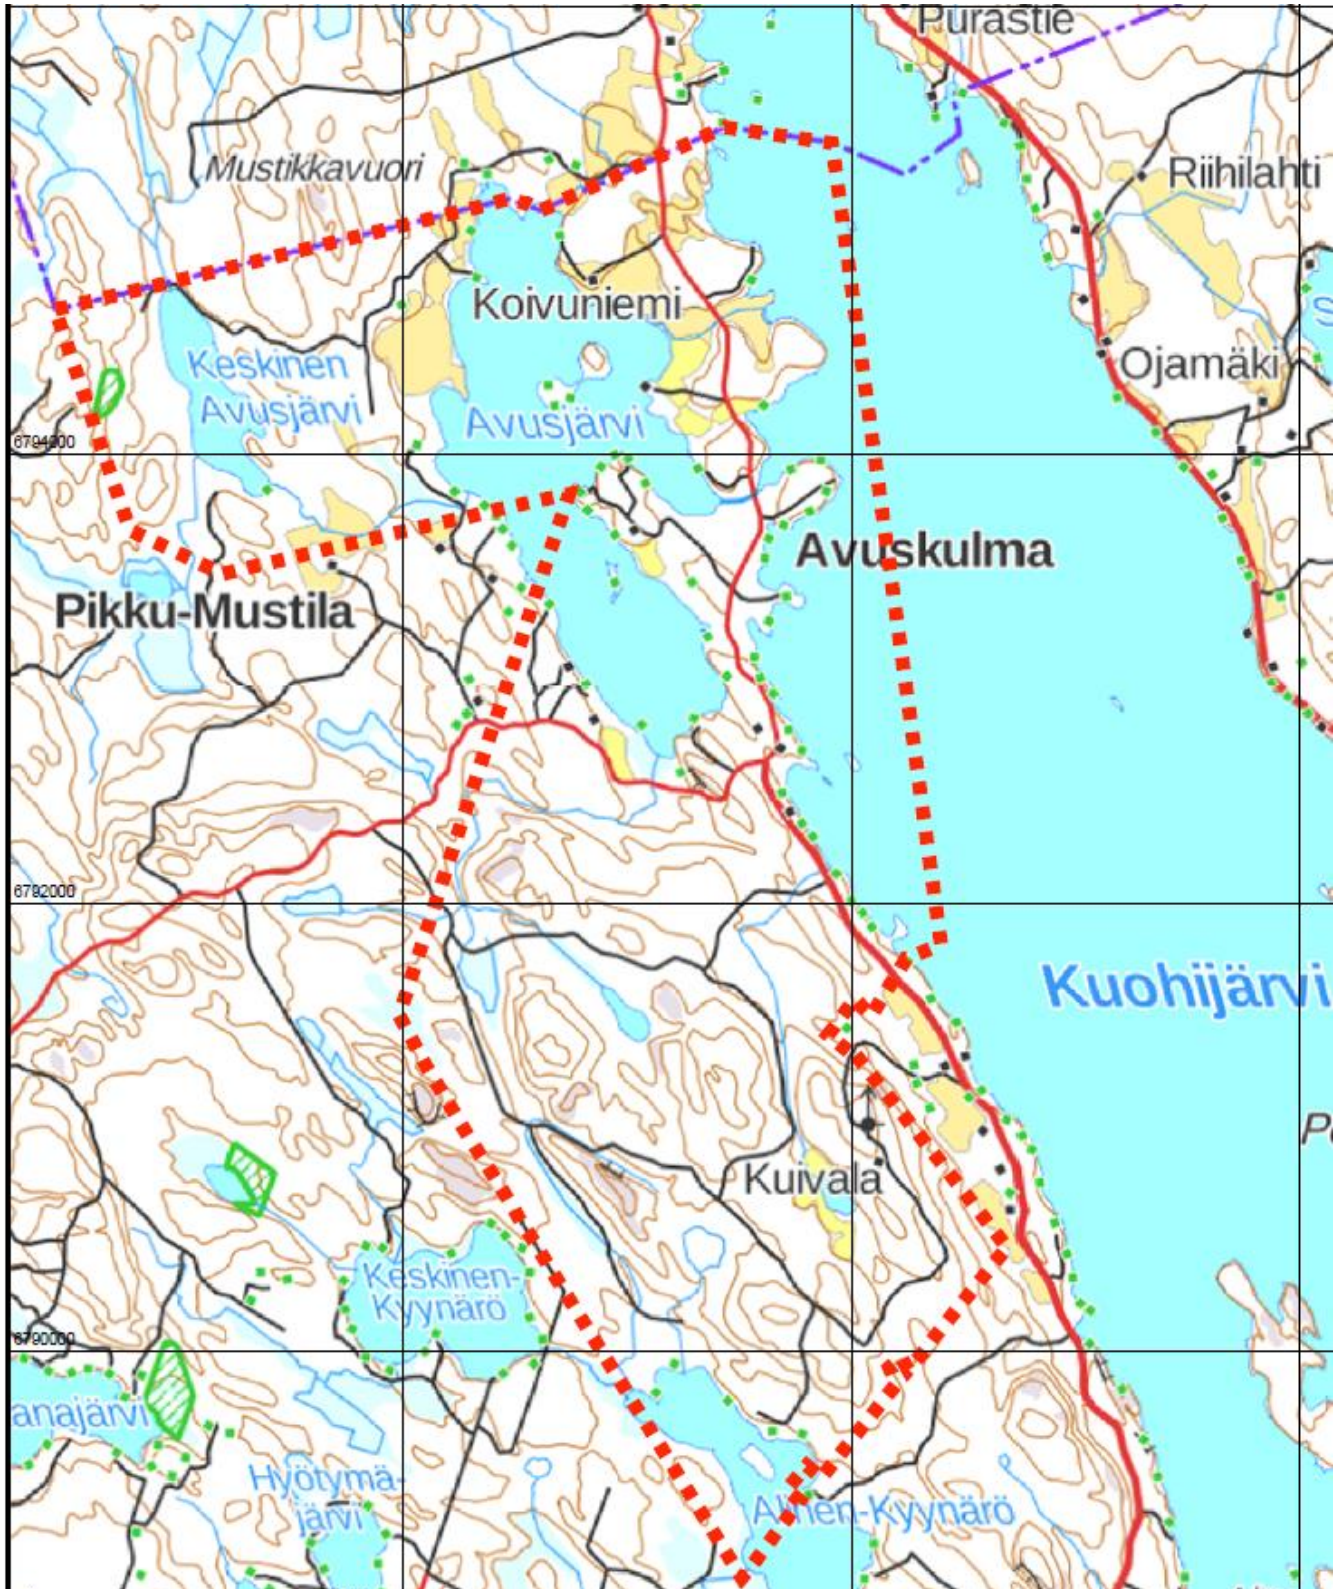 Purastie
Mustikkavuori
Riihilahti
Koivuniemi
Keskinen
Avusjärvi
Ojamäki
Avusjärvi
6794000
Avuskulma
Pikku-Mustila
6792000
Kuohijärvi
Kuivala
Keskinen-
Kyynärö
6790000
anajärvi
Hyötymä-
järvi
Alinen-Kyynärö